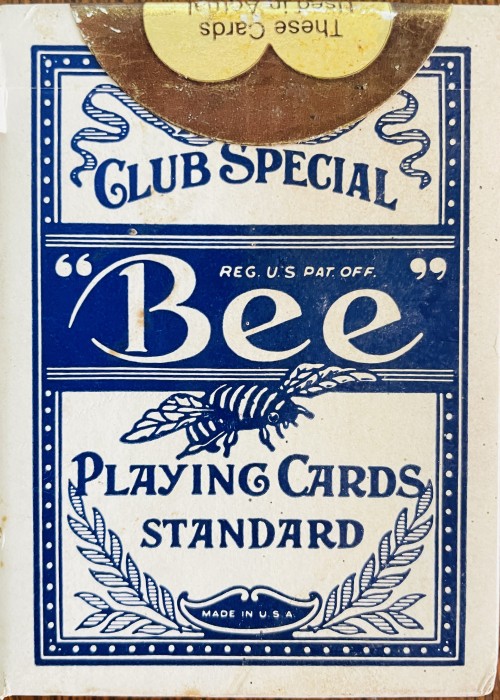 These Cards
Used in Actual
CLUB SPECIAL
REG. U.S PAT. OFF.
“Bee”
PLAYING CARDS
STANDARD
MADE IN U.S.A.